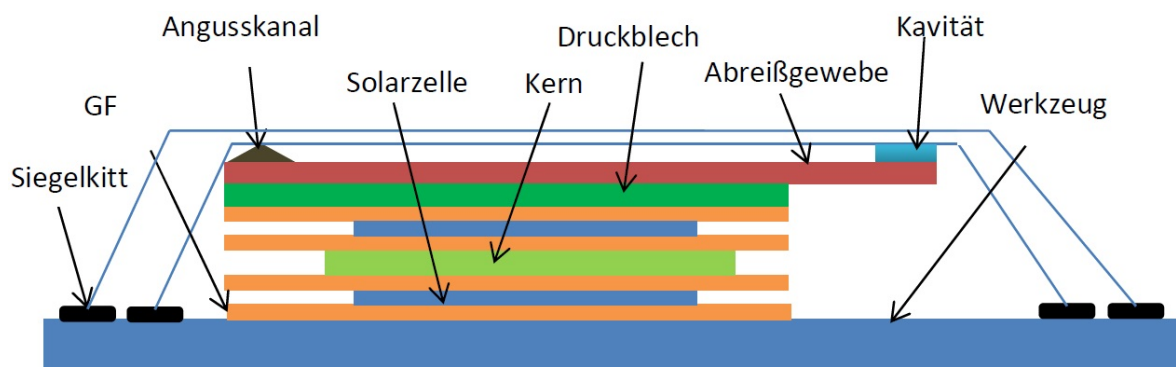 Angusskanal
Druckblech
Kavität
Solarzelle
Kern
Abreißgewebe
GF
Werkzeug
Siegelkitt